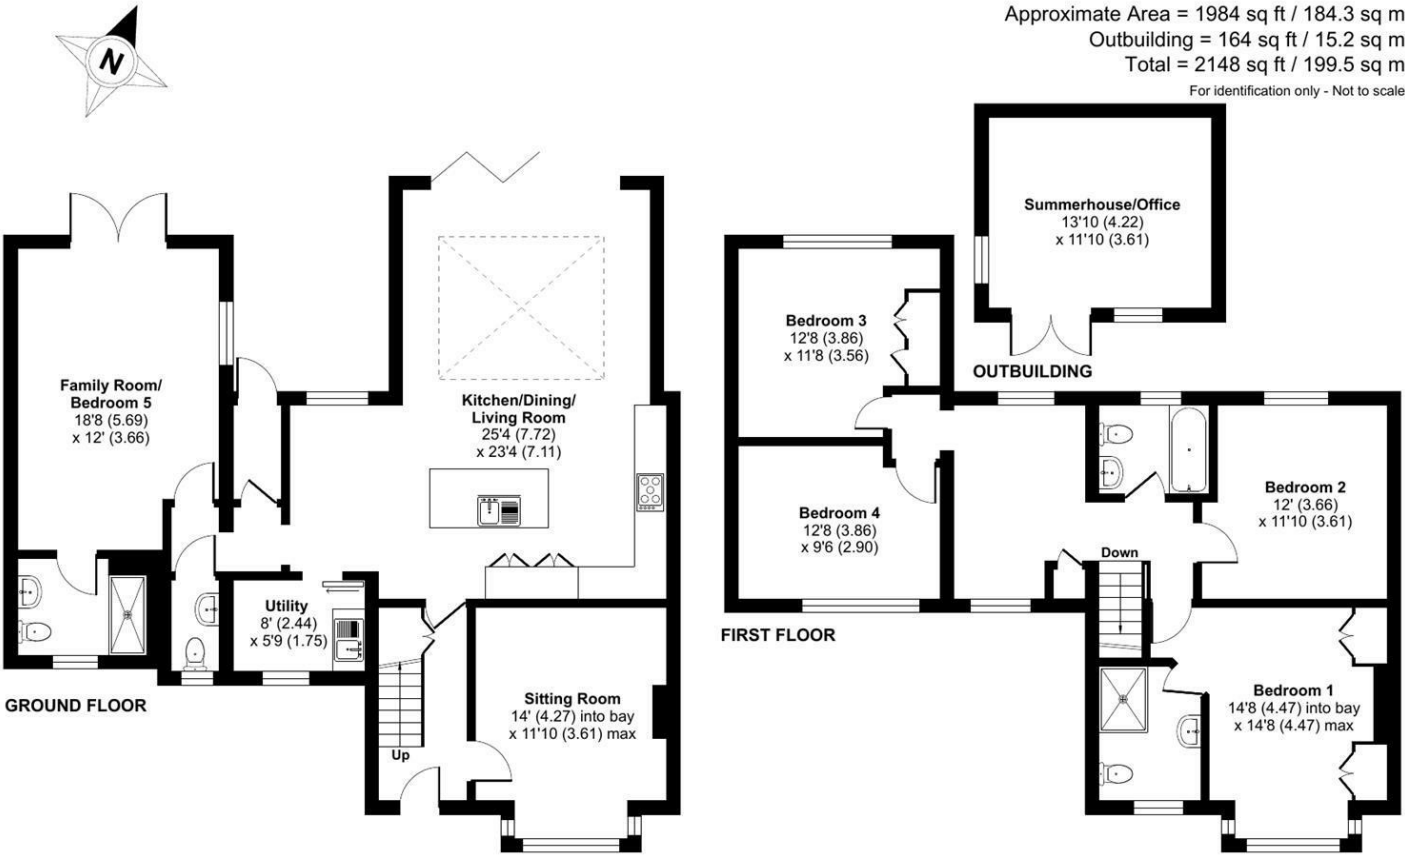 Approximate Area = 1984 sq ft / 184.3 sq m
Outbuilding = 164 sq ft / 15.2 sq m
Total = 2148 sq ft / 199.5 sq m
For identification only - Not to scale
N
Family Room/
Bedroom 5
18'8 (5.69)
x 12' (3.66)
Kitchen/Dining/
Living Room
25'4 (7.72)
x 23'4 (7.11)
Utility
8' (2.44)
x 5'9 (1.75)
Sitting Room
14' (4.27) into bay
x 11'10 (3.61) max
Up
GROUND FLOOR
Summerhouse/Office
13'10 (4.22)
x 11'10 (3.61)
OUTBUILDING
Bedroom 3
12'8 (3.86)
x 11'8 (3.56)
Bedroom 4
12'8 (3.86)
x 9'6 (2.90)
Bedroom 2
12' (3.66)
x 11'10 (3.61)
Down
Bedroom 1
14'8 (4.47) into bay
x 14'8 (4.47) max
FIRST FLOOR